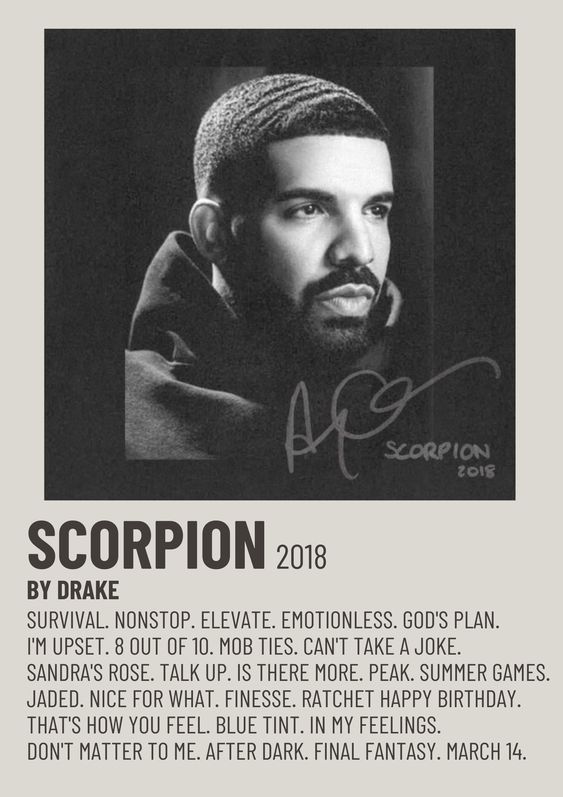 SCORPION
2018
SCORPION 2018
BY DRAKE
SURVIVAL. NONSTOP. ELEVATE. EMOTIONLESS. GOD'S PLAN.
I'M UPSET. 8 OUT OF 10. MOB TIES. CAN'T TAKE A JOKE.
SANDRA'S ROSE. TALK UP. IS THERE MORE. PEAK. SUMMER GAMES.
JADED. NICE FOR WHAT. FINESSE. RATCHET HAPPY BIRTHDAY.
THAT'S HOW YOU FEEL. BLUE TINT. IN MY FEELINGS.
DON'T MATTER TO ME. AFTER DARK. FINAL FANTASY. MARCH 14.